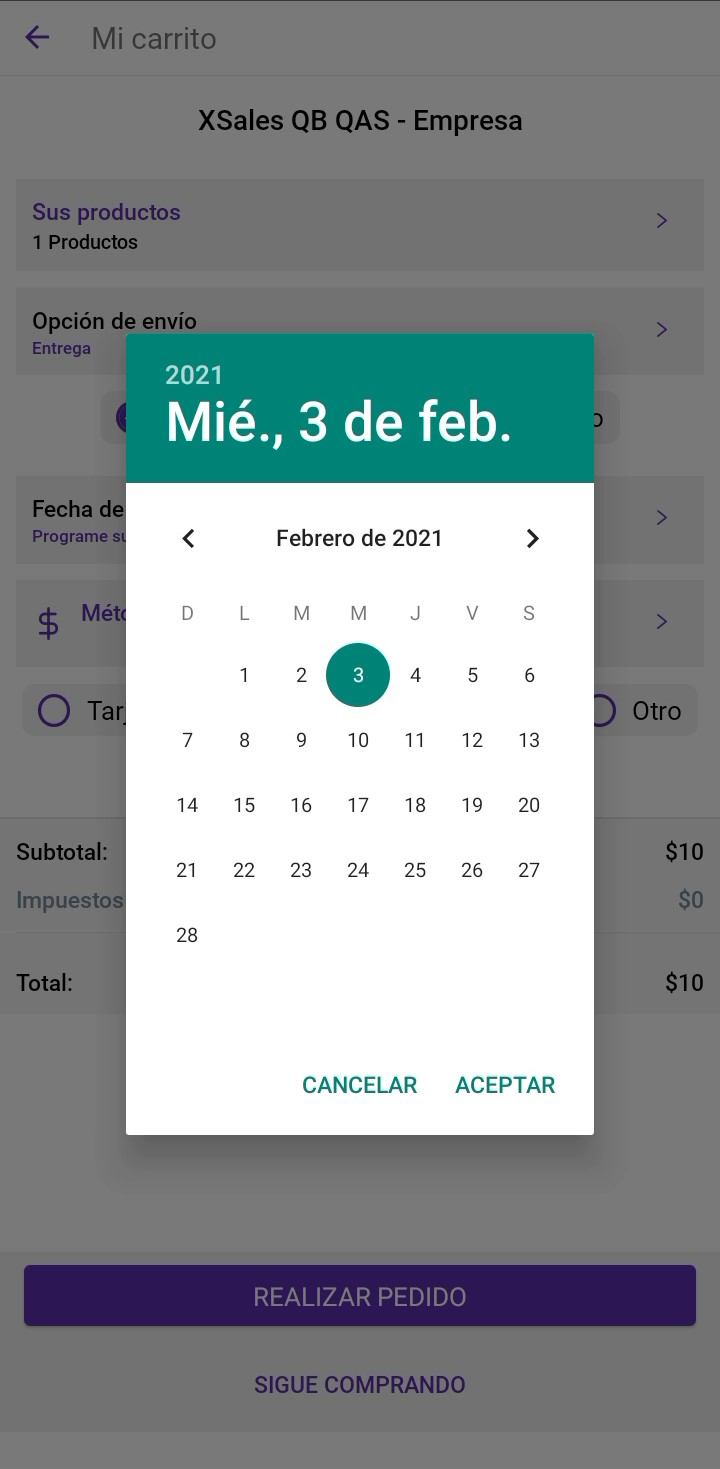 Mi carrito
XSales QB QAS - Empresa
Sus productos
1 Productos
Opción de envío
Entrega
2021
Mié., 3 de feb.
Fecha de
Programe
Febrero de 2021
D L M M J V S
1 2 3 4 5 6
7 8 9 10 11 12 13
14 15 16 17 18 19 20
21 22 23 24 25 26 27
28
$
Otro
Subtotal: $10
Impuestos $0
Total: $10
CANCELAR ACEPTAR
REALIZAR PEDIDO
SIGUE COMPRANDO